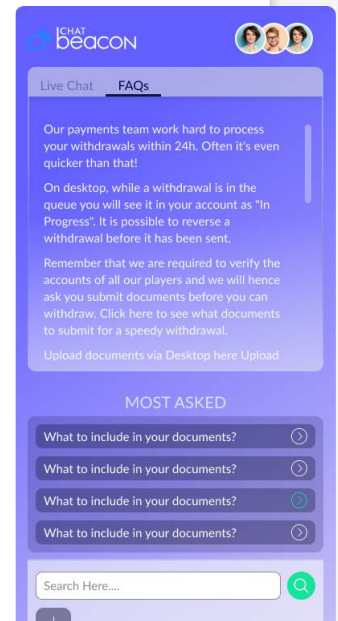 CHAT
beacon
Live Chat FAQs
Our payments team work hard to process
your withdrawals within 24h. Often it's even
quicker than that!
On desktop, while a withdrawal is in the
queue you will see it in your account as "In
Progress". It is possible to reverse a
withdrawal before it has been sent.
Remember that we are required to verify the
accounts of all our players and we will hence
ask you submit documents before you can
withdraw. Click here to see what documents
to submit for a speedy withdrawal.
Upload documents via Desktop here Upload
MOST ASKED
What to include in your documents?
What to include in your documents?
What to include in your documents?
What to include in your documents?
Search Here....